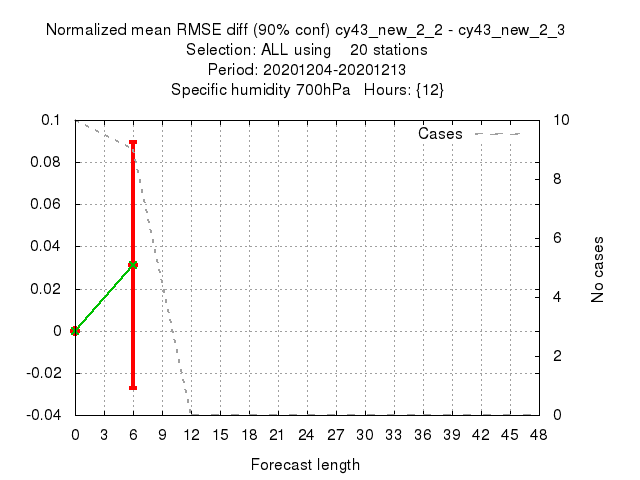 Normalized mean RMSE diff (90% conf) cy43_new_2_2 - cy43_new_2_3
Selection: ALL using 20 stations
Period: 20201204-20201213
Specific humidity 700hPa Hours: {12}
0.1
0.08
0.06
0.04
0.02
0
-0.02
-0.04
Cases
10
8
6
4
2
0
No cases
0 3 6 9 12 15 18 21 24 27 30 33 36 39 42 45 48
Forecast length